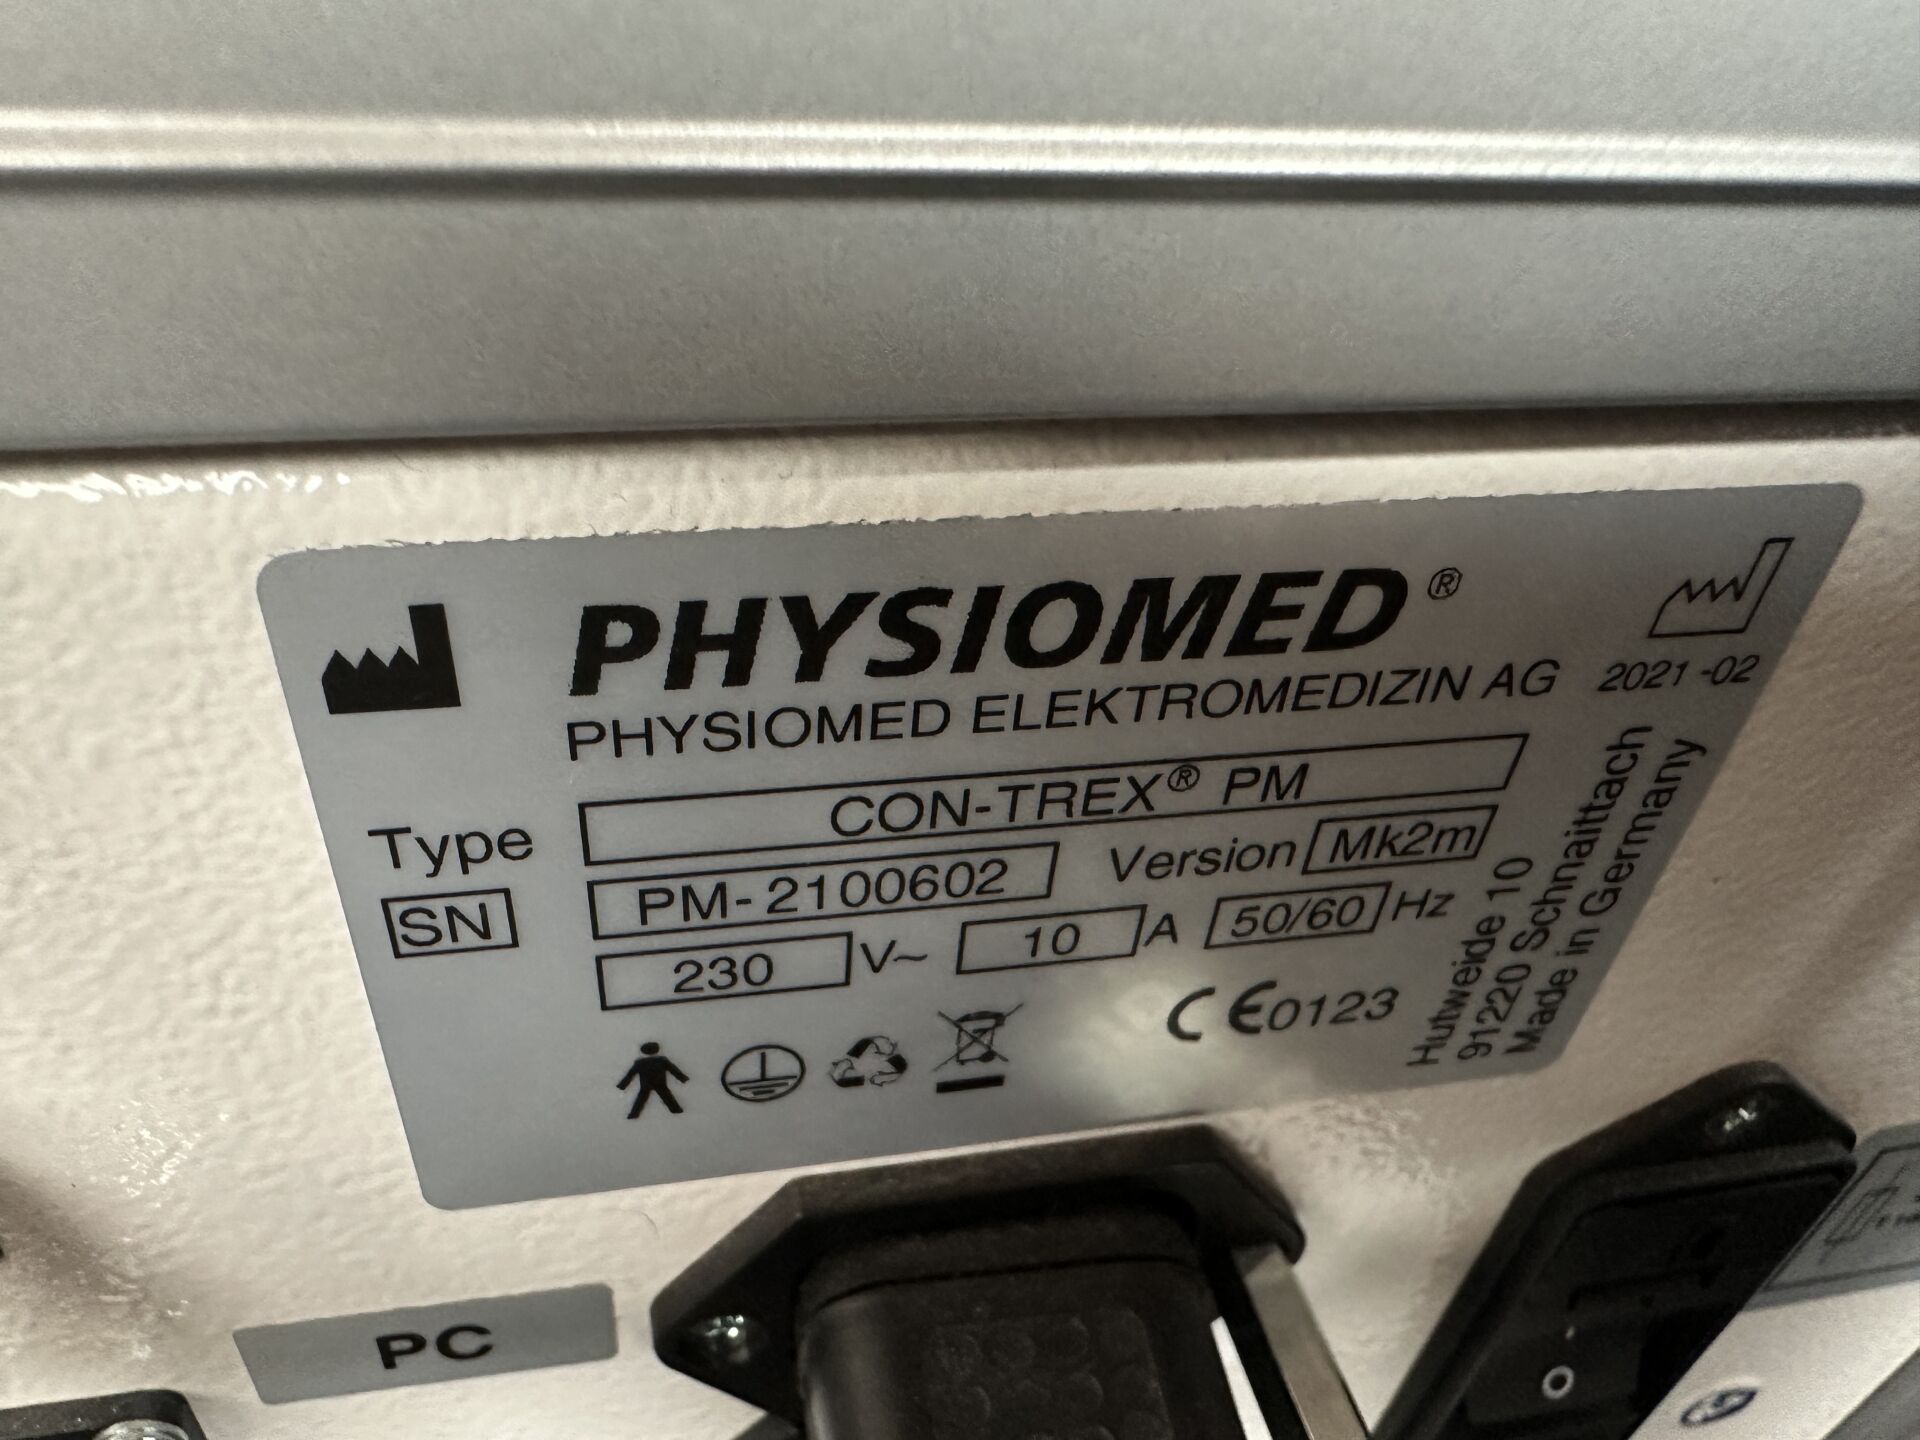 PHYSIOMED®
PHYSIOMED ELEKTROMEDIZIN AG
2021-02
Type CON-TREX® PM
SN PM-2100602 Version Mk2m
230 V~ 10 A 50/60 Hz
CE0123
Hutweide 10
91220 Schnaittach
Made in Germany
PC